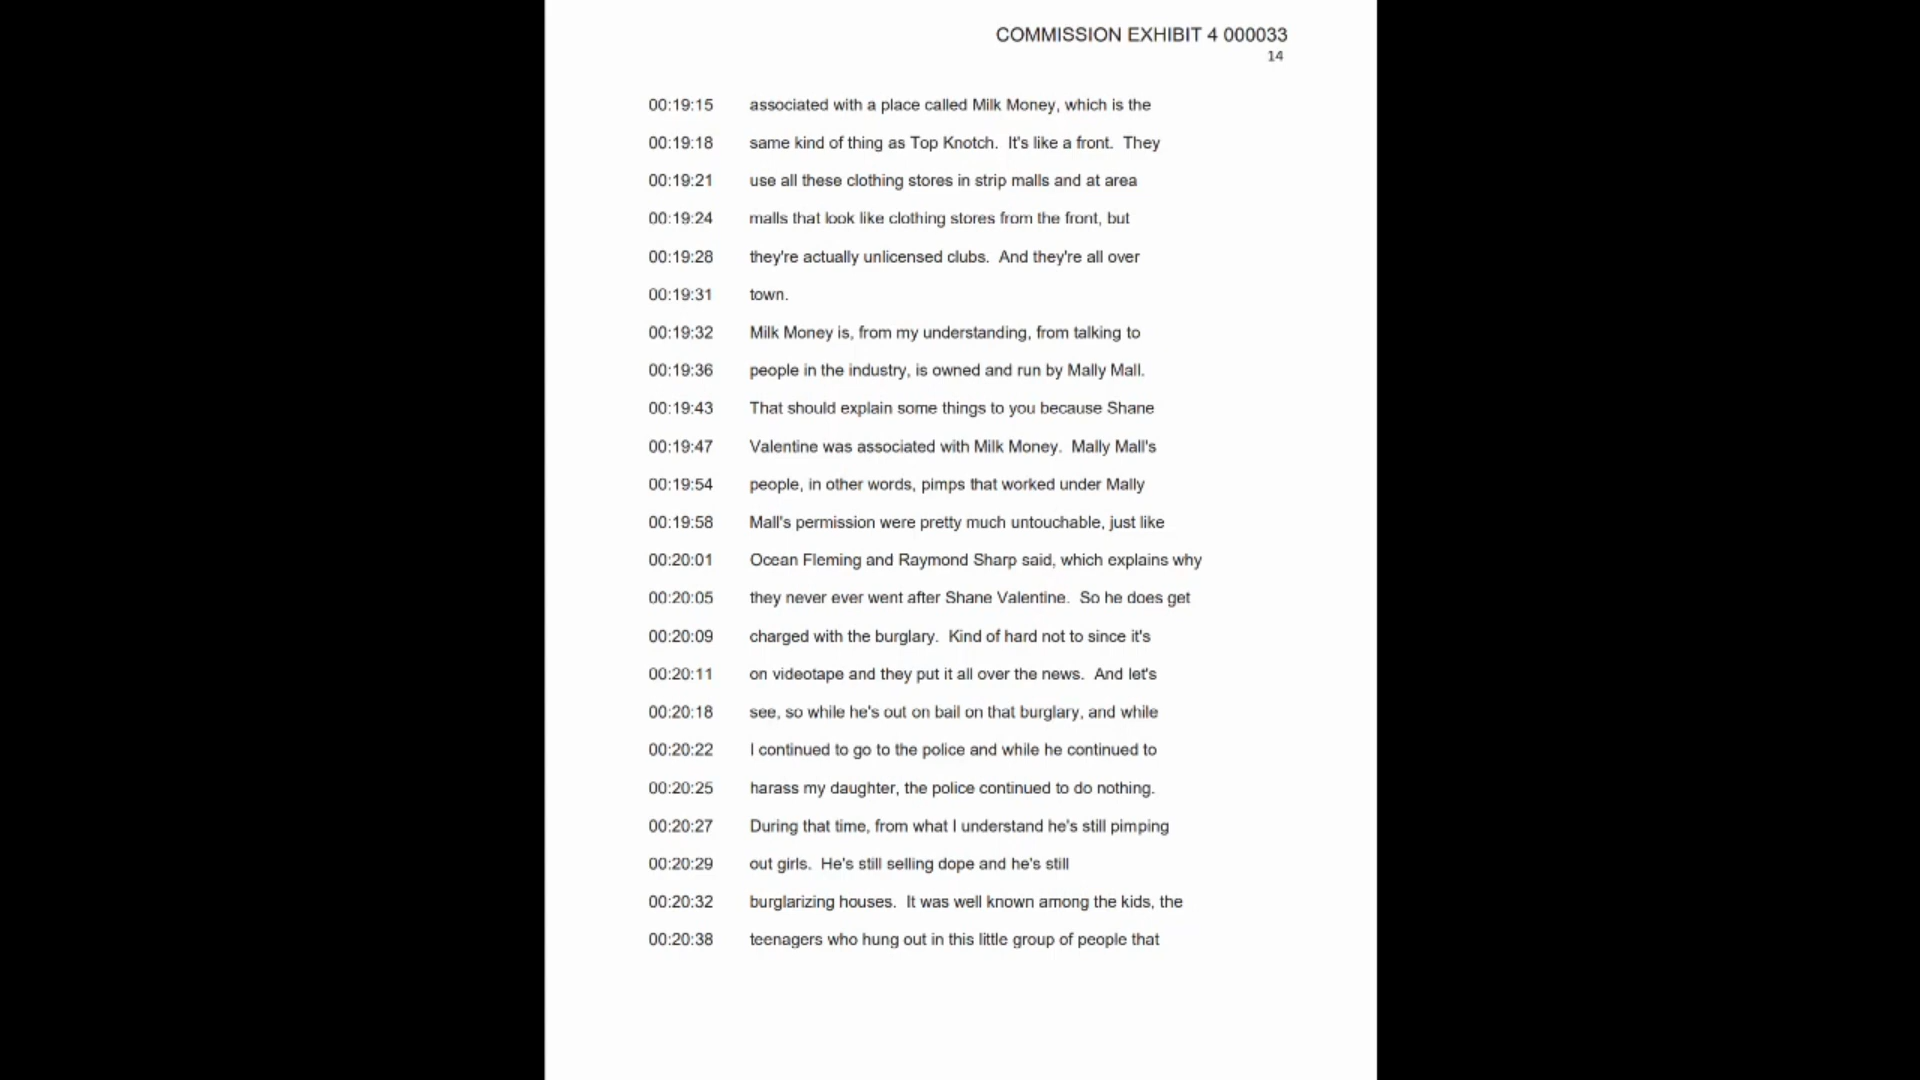 COMMISSION EXHIBIT 4 000033
14
00:19:15 associated with a place called Milk Money, which is the
00:19:18 same kind of thing as Top Knotch. It's like a front. They
00:19:21 use all these clothing stores in strip malls and at area
00:19:24 malls that look like clothing stores from the front, but
00:19:28 they're actually unlicensed clubs. And they're all over
00:19:31 town.
00:19:32 Milk Money is, from my understanding, from talking to
00:19:36 people in the industry, is owned and run by Mally Mall.
00:19:43 That should explain some things to you because Shane
00:19:47 Valentine was associated with Milk Money. Mally Mall's
00:19:54 people, in other words, pimps that worked under Mally
00:19:58 Mall's permission were pretty much untouchable, just like
00:20:01 Ocean Fleming and Raymond Sharp said, which explains why
00:20:05 they never ever went after Shane Valentine. So he does get
00:20:09 charged with the burglary. Kind of hard not to since it's
00:20:11 on videotape and they put it all over the news. And let's
00:20:18 see, so while he's out on bail on that burglary, and while
00:20:22 I continued to go to the police and while he continued to
00:20:25 harass my daughter, the police continued to do nothing.
00:20:27 During that time, from what I understand he's still pimping
00:20:29 out girls. He's still selling dope and he's still
00:20:32 burglarizing houses. It was well known among the kids, the
00:20:38 teenagers who hung out in this little group of people that